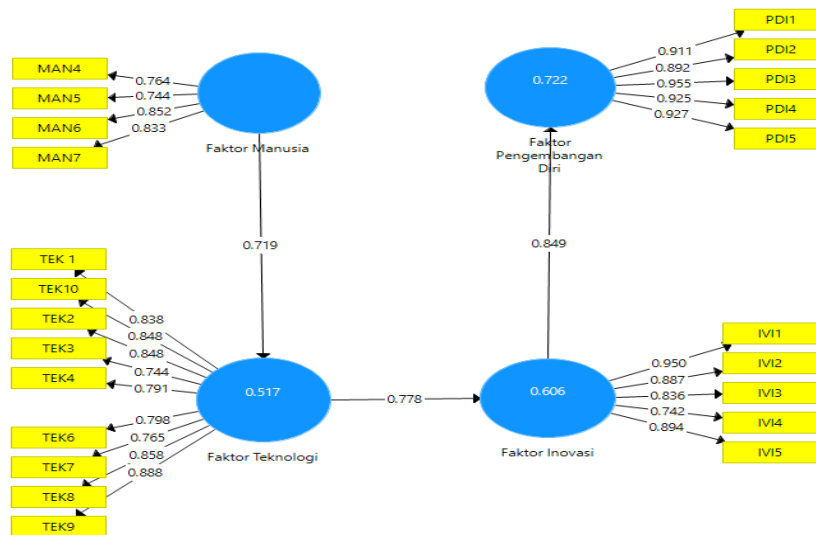 MAN4
MAN5
MAN6
MAN7
0.764
0.744
0.852
0.833
Faktor Manusia
0.722
Faktor
Pengembangan
Diri
0.911
0.892
0.955
0.925
0.927
PDI1
PDI2
PDI3
PDI4
PDI5
0.719
0.849
TEK 1
TEK10
TEK2
TEK3
TEK4
TEK6
TEK7
TEK8
TEK9
0.838
0.848
0.848
0.744
0.791
0.798
0.765
0.858
0.888
0.517
Faktor Teknologi
0.778
0.606
Faktor Inovasi
0.950
0.887
0.836
0.742
0.894
IVI1
IVI2
IVI3
IVI4
IVI5